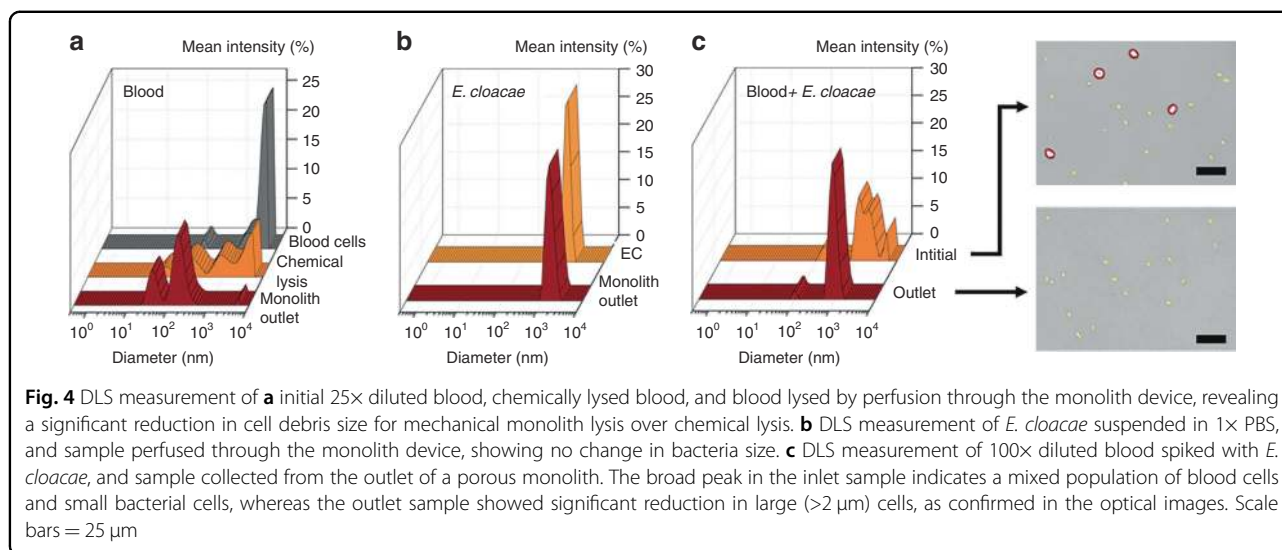 a
Mean intensity (%)
Blood
25
20
15
10
5
0
Blood cells
Chemical
lysis
Monolith
outlet
10^0 10^1 10^2 10^3 10^4
Diameter (nm)
b
Mean intensity (%)
E. cloacae
30
25
20
15
10
5
0
EC
Monolith
outlet
10^0 10^1 10^2 10^3 10^4
Diameter (nm)
c
Mean intensity (%)
Blood+ E. cloacae
30
25
20
15
10
5
0
Intitial
Outlet
10^0 10^1 10^2 10^3 10^4
Diameter (nm)
Fig. 4 DLS measurement of a initial 25× diluted blood, chemically lysed blood, and blood lysed by perfusion through the monolith device, revealing
a significant reduction in cell debris size for mechanical monolith lysis over chemical lysis. b DLS measurement of E. cloacae suspended in 1× PBS,
and sample perfused through the monolith device, showing no change in bacteria size. c DLS measurement of 100× diluted blood spiked with E.
cloacae, and sample collected from the outlet of a porous monolith. The broad peak in the inlet sample indicates a mixed population of blood cells
and small bacterial cells, whereas the outlet sample showed significant reduction in large (>2 µm) cells, as confirmed in the optical images. Scale
bars = 25 µm